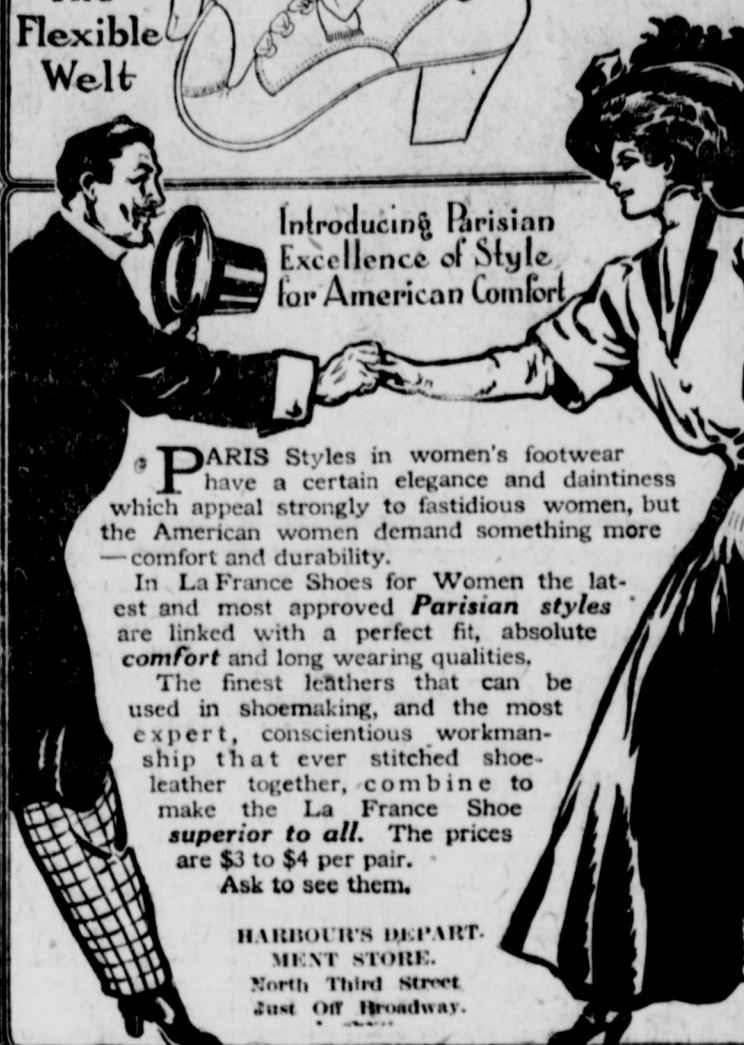 Flexible
Welt
Introducing Parisian
Excellence of Style
for American Comfort
PARIS Styles in women's footwear
have a certain elegance and daintiness
which appeal strongly to fastidious women, but
the American women demand something more
—comfort and durability.
In La France Shoes for Women the lat-
est and most approved Parisian styles
are linked with a perfect fit, absolute
comfort and long wearing qualities.
The finest leathers that can be
used in shoemaking, and the most
expert, conscientious workman-
ship that ever stitched shoe-
leather together, combine to
make the La France Shoe
superior to all. The prices
are $3 to $4 per pair.
Ask to see them.
HARBOUR'S DEPART-
MENT STORE.
North Third Street
Just Off Broadway.